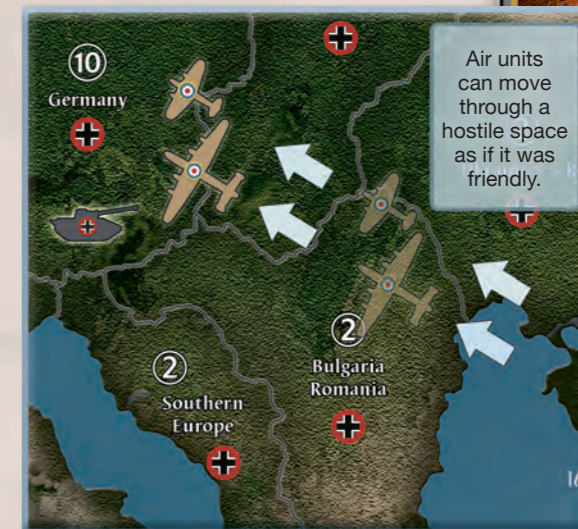 10
Germany
Air units
can move
through a
hostile space
as if it was
friendly.
2
Bulgaria
Romania
2
Southern
Europe